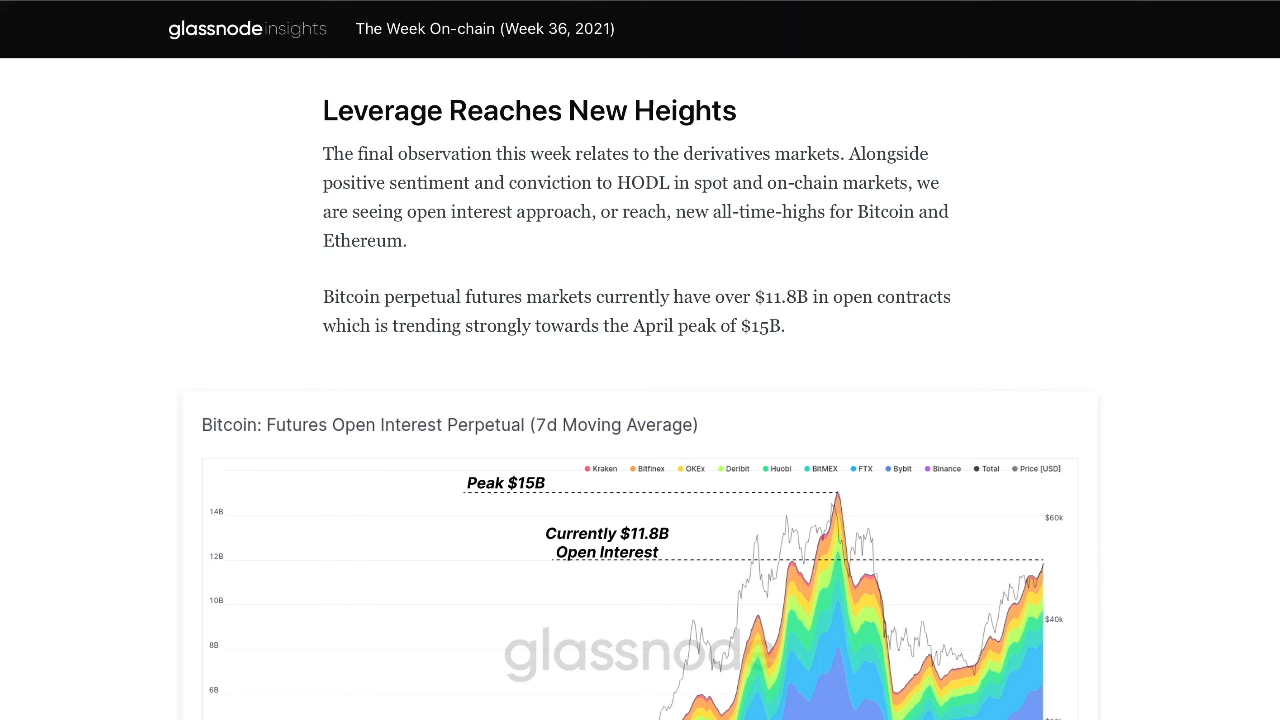 glassnode insights The Week On-chain (Week 36, 2021)
Leverage Reaches New Heights
The final observation this week relates to the derivatives markets. Alongside
positive sentiment and conviction to HODL in spot and on-chain markets, we
are seeing open interest approach, or reach, new all-time-highs for Bitcoin and
Ethereum.
Bitcoin perpetual futures markets currently have over $11.8B in open contracts
which is trending strongly towards the April peak of $15B.
Bitcoin: Futures Open Interest Perpetual (7d Moving Average)
Kraken Bitfinex OKEx Deribit Huobi BitMEX FTX Bybit Binance Total Price [USD]
Peak $15B
14B $60k
Currently $11.8B
Open Interest
12B
10B
$40k
8B
glassnod
6B